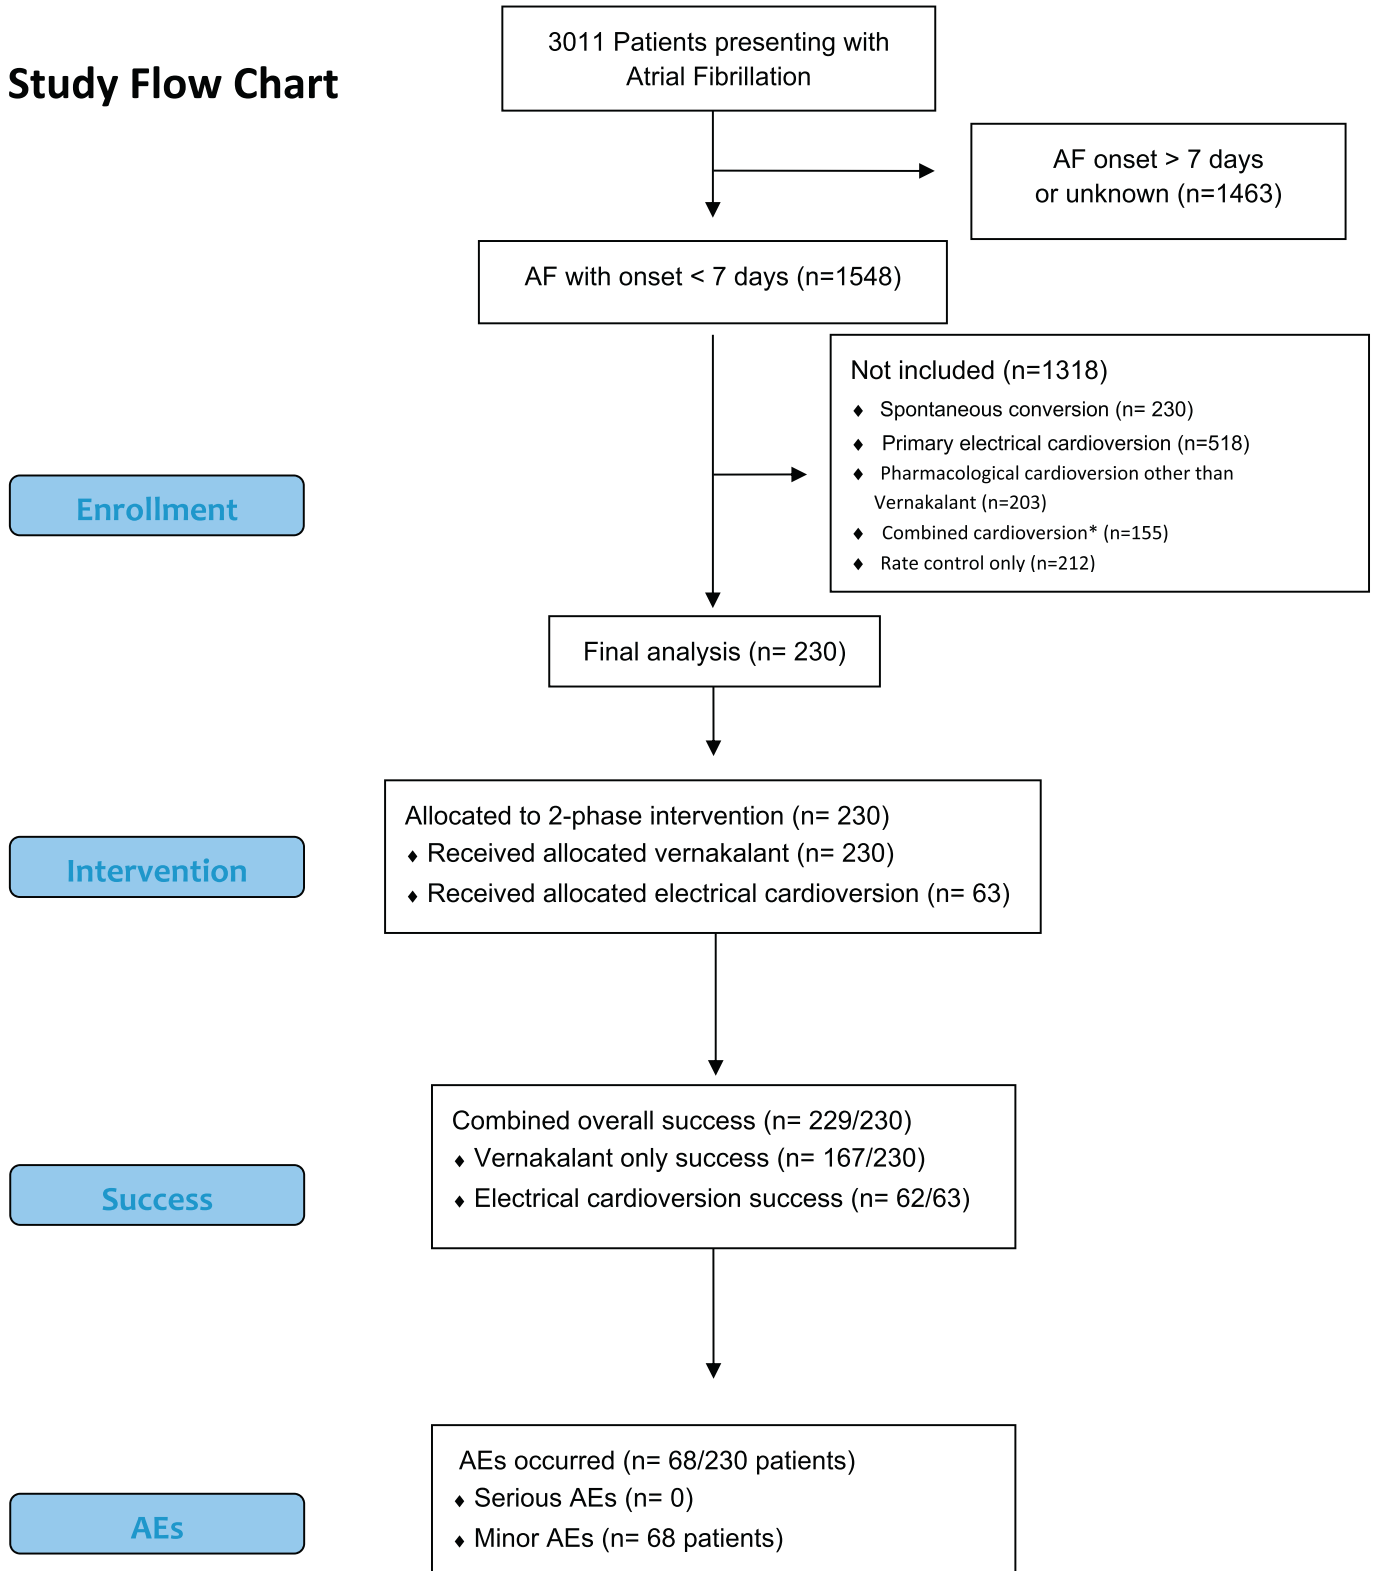 3011 Patients presenting with
Atrial Fibrillation
Study Flow Chart
AF onset > 7 days
or unknown (n=1463)
AF with onset < 7 days (n=1548)
Not included (n=1318)
♦ Spontaneous conversion (n= 230)
♦ Primary electrical cardioversion (n=518)
♦ Pharmacological cardioversion other than
Vernakalant (n=203)
♦ Combined cardioversion* (n=155)
♦ Rate control only (n=212)
Enrollment
Final analysis (n= 230)
Allocated to 2-phase intervention (n= 230)
♦ Received allocated vernakalant (n= 230)
♦ Received allocated electrical cardioversion (n= 63)
Intervention
Combined overall success (n= 229/230)
♦ Vernakalant only success (n= 167/230)
♦ Electrical cardioversion success (n= 62/63)
Success
AEs occurred (n= 68/230 patients)
♦ Serious AEs (n= 0)
♦ Minor AEs (n= 68 patients)
AEs